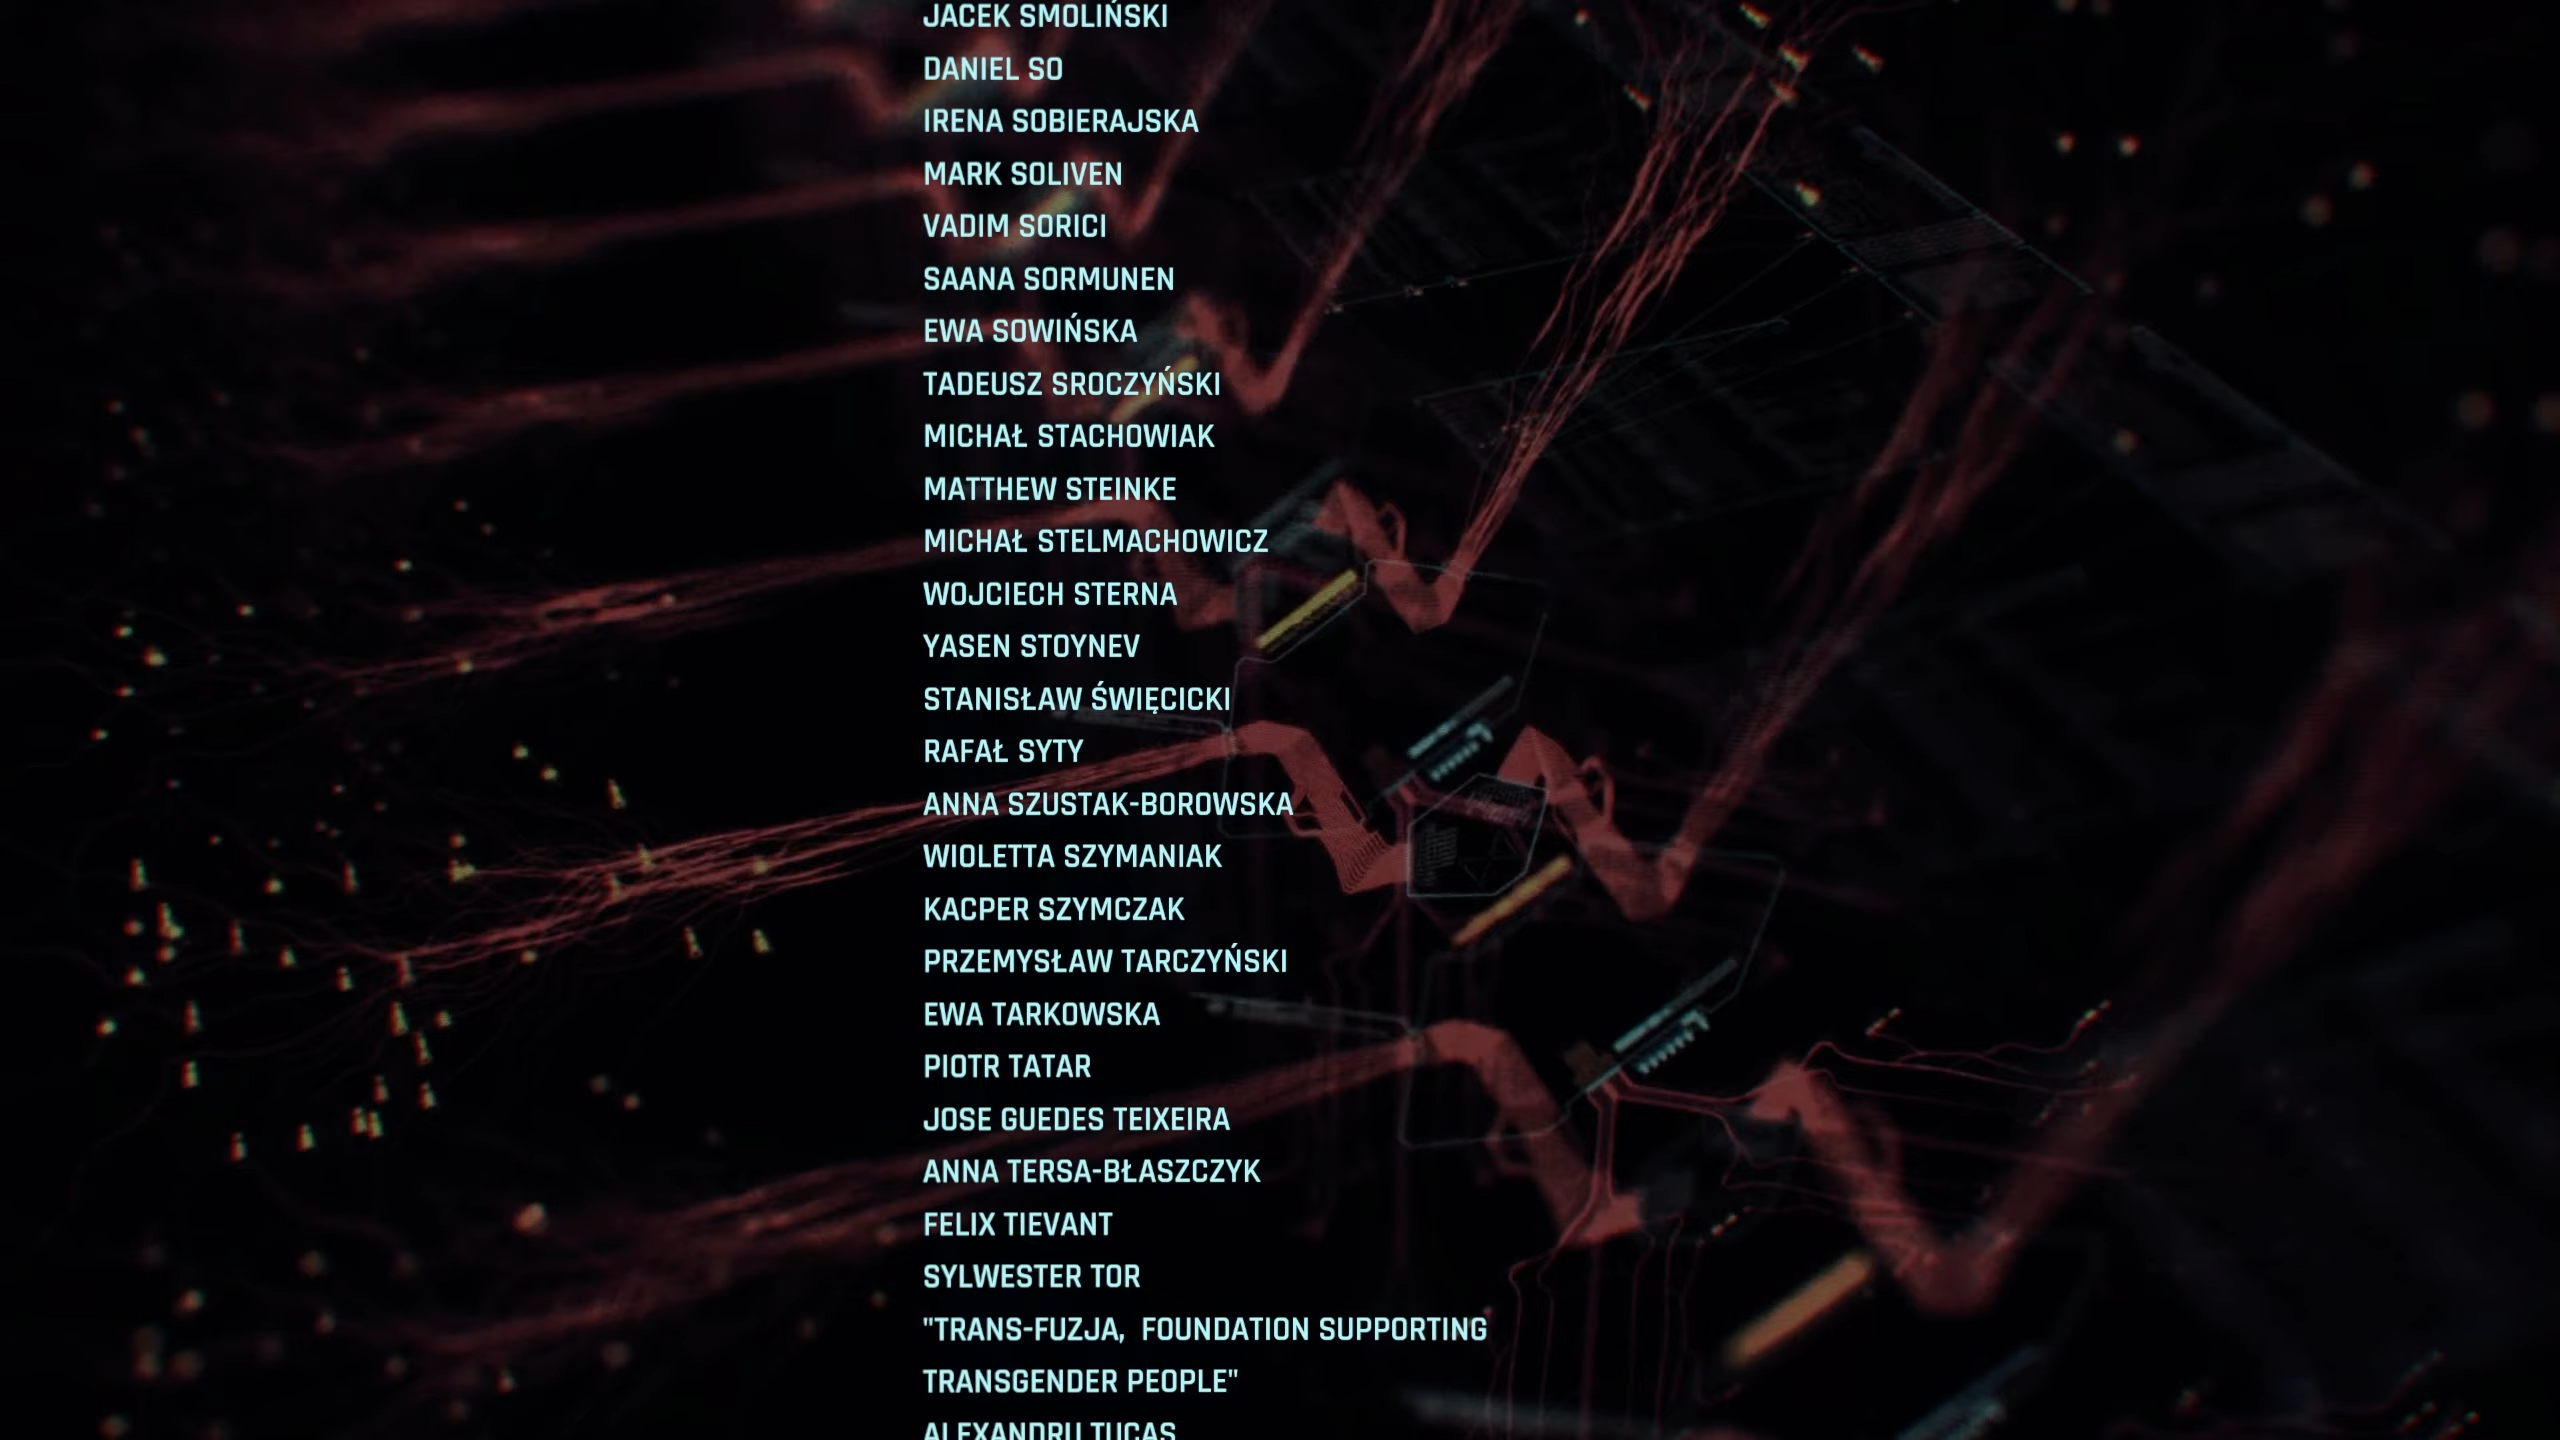 JACEK SMOLIŃSKI
DANIEL SO
IRENA SOBIERAJSKA
MARK SOLIVEN
VADIM SORICI
SAANA SORMUNEN
EWA SOWIŃSKA
TADEUSZ SROCZYŃSKI
MICHAŁ STACHOWIAK
MATTHEW STEINKE
MICHAŁ STELMACHOWICZ
WOJCIECH STERNA
YASEN STOYNEV
STANISŁAW ŚWIĘCICKI
RAFAŁ SYTY
ANNA SZUSTAK-BOROWSKA
WIOLETTA SZYMANIAK
KACPER SZYMCZAK
PRZEMYSŁAW TARCZYŃSKI
EWA TARKOWSKA
PIOTR TATAR
JOSE GUEDES TEIXEIRA
ANNA TERSA-BŁASZCZYK
FELIX TIEVANT
SYLWESTER TOR
"TRANS-FUZJA,  FOUNDATION SUPPORTING
TRANSGENDER PEOPLE"
ALEXANDRU TUCAS